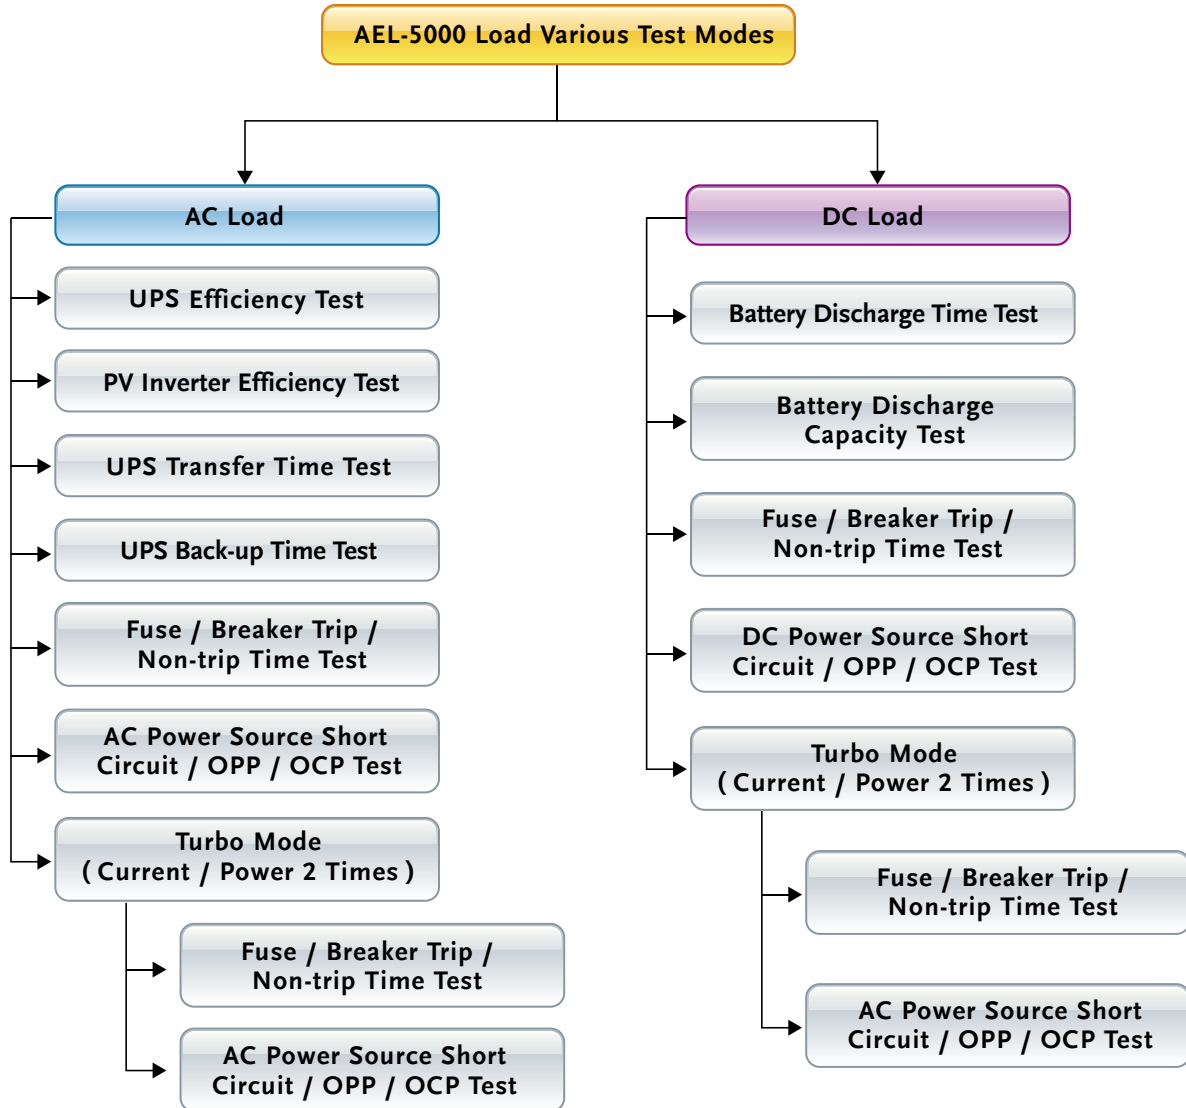 AEL-5000 Load Various Test Modes
AC Load
UPS Efficiency Test
PV Inverter Efficiency Test
UPS Transfer Time Test
UPS Back-up Time Test
Fuse / Breaker Trip /
Non-trip Time Test
AC Power Source Short
Circuit / OPP / OCP Test
Turbo Mode
( Current / Power 2 Times )
Fuse / Breaker Trip /
Non-trip Time Test
AC Power Source Short
Circuit / OPP / OCP Test
DC Load
Battery Discharge Time Test
Battery Discharge
Capacity Test
Fuse / Breaker Trip /
Non-trip Time Test
DC Power Source Short
Circuit / OPP / OCP Test
Turbo Mode
( Current / Power 2 Times )
Fuse / Breaker Trip /
Non-trip Time Test
AC Power Source Short
Circuit / OPP / OCP Test